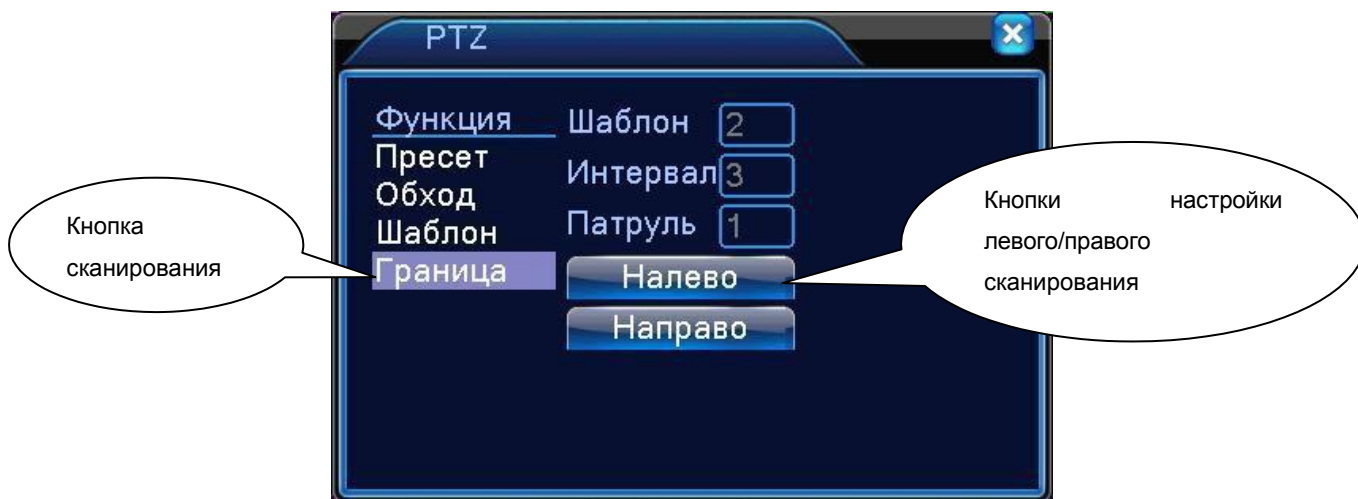 PTZ
Функция
Пресет
Обход
Шаблон
Граница
Шаблон 2
Интервал 3
Патруль 1
Налево
Направо
Кнопка
сканирования
Кнопки настройки
левого/правого
сканирования